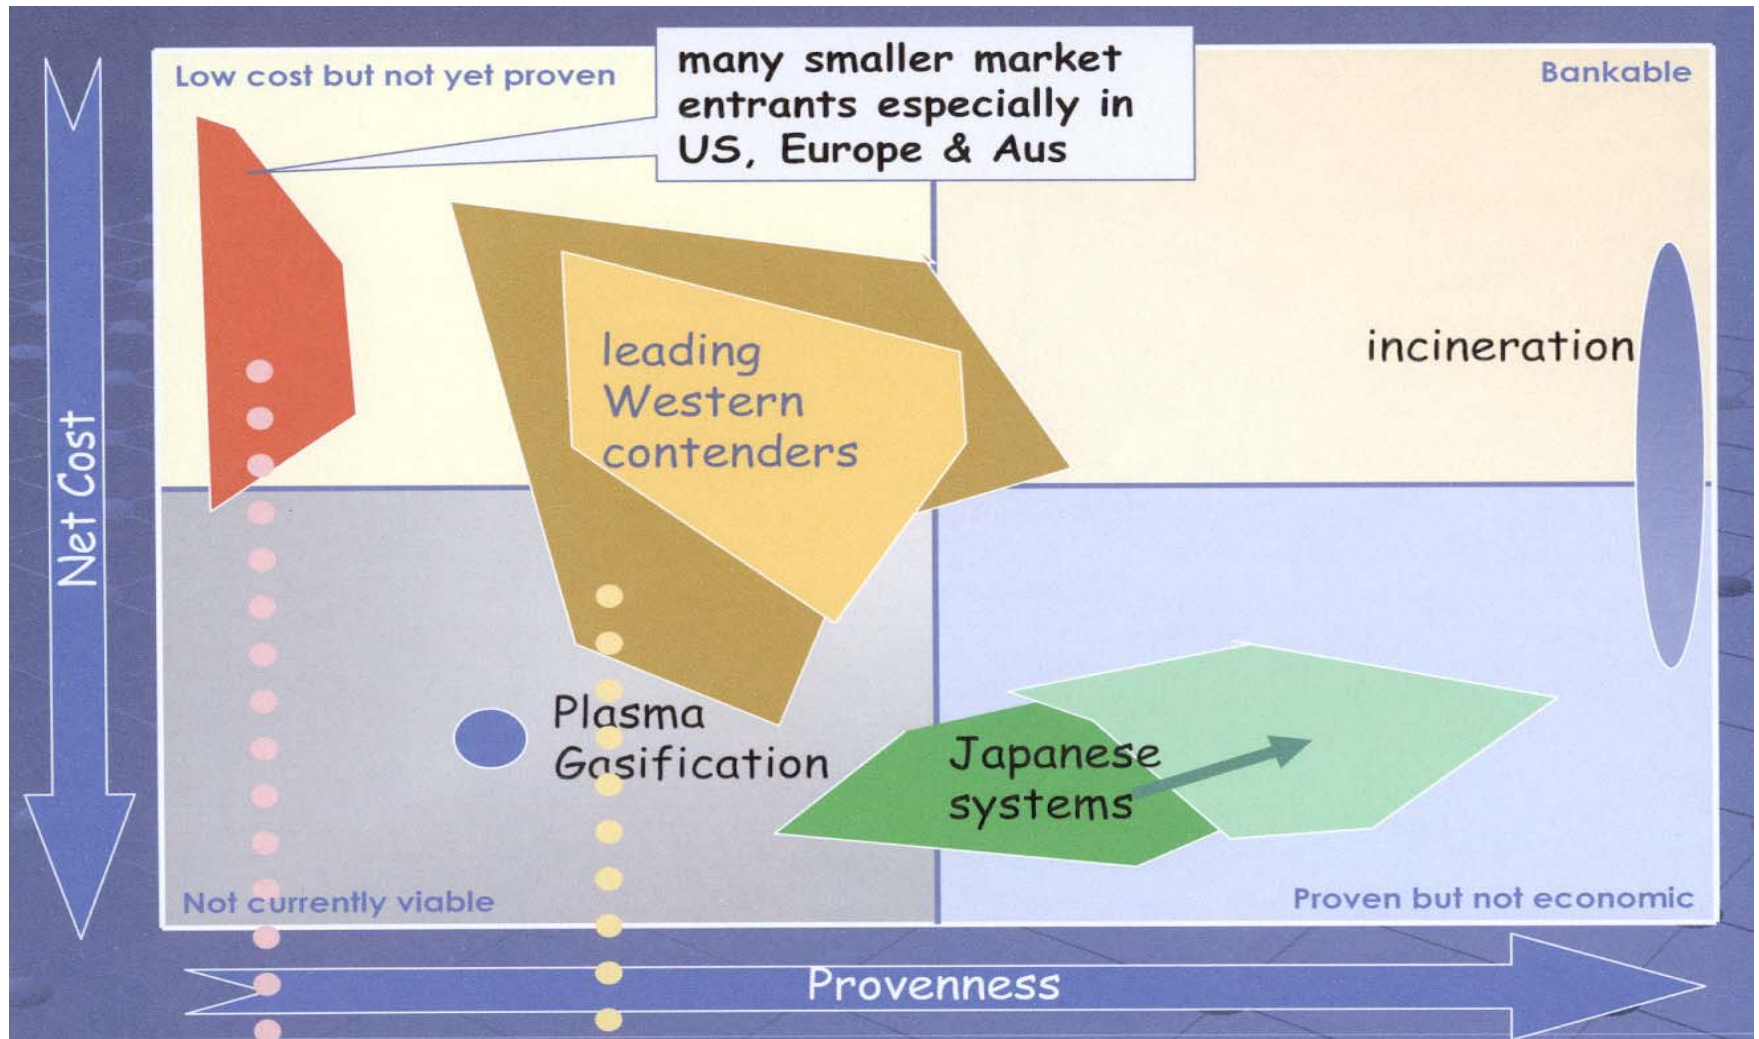 Low cost but not yet proven
many smaller market
entrants especially in
US, Europe & Aus
Bankable
incineration
leading
Western
contenders
Net Cost
Plasma
Gasification
Japanese
systems
Not currently viable
Proven but not economic
Provenness